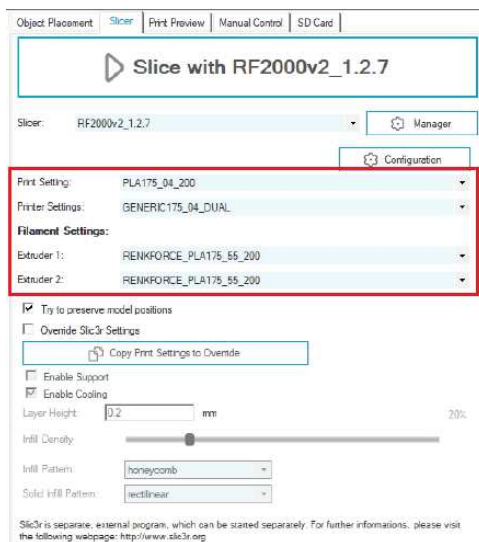 Object Placement Slicer Print Preview Manual Control SD Card
Slice with RF2000v2_1.2.7
Slicer: RF2000v2_1.2.7 Manager
Configuration
Print Setting: PLA175_04_200
Printer Settings: GENERIC175_04_DUAL
Filament Settings:
Extruder 1: RENKFORCE_PLA175_55_200
Extruder 2: RENKFORCE_PLA175_55_200
Try to preserve model positions
Override Slic3r Settings
Copy Print Settings to Override
Enable Support
Enable Cooling
Layer Height: 0.2 mm 20%
Infill Density
Infill Pattern: honeycomb
Solid Infill Pattern: rectilinear
Slic3r is separate, external program, which can be started separately. For further informations, please visit
the following webpage: http://www.slic3r.org